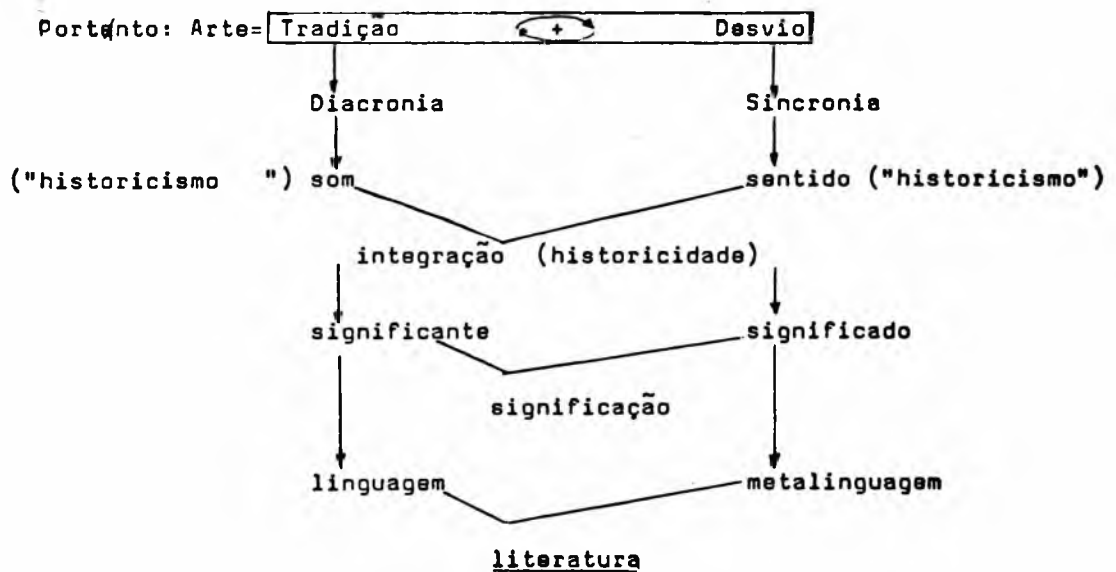 Portanto: Arte= Tradição + Desvio
Diacronia Sincronia
("historicismo ") som sentido ("historicismo")
integração (historicidade)
significante significado
significação
linguagem metalinguagem
literatura